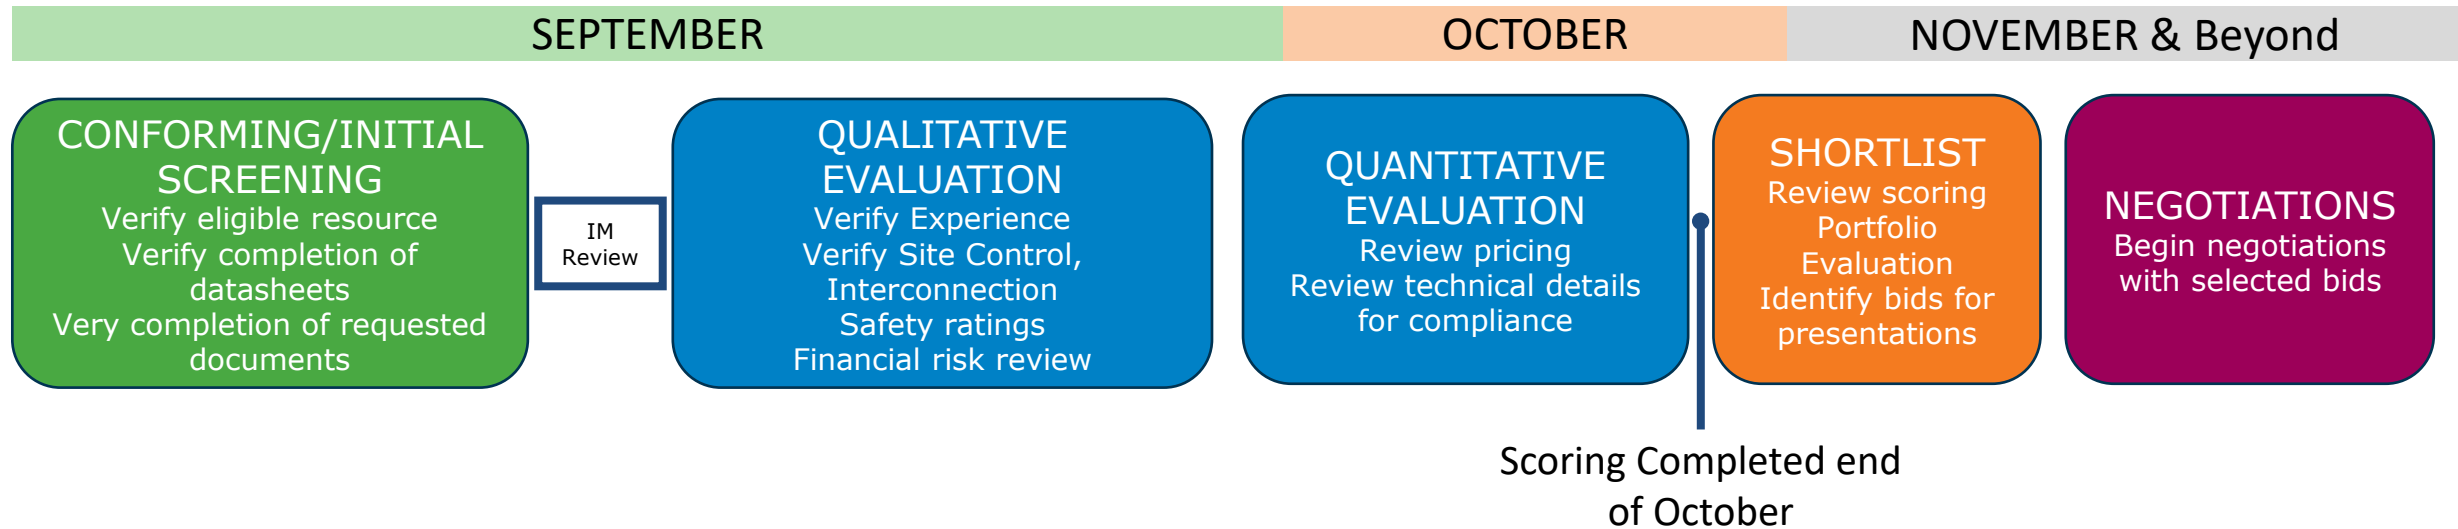 SEPTEMBER
OCTOBER
NOVEMBER & Beyond
CONFORMING/INITIAL
SCREENING
Verify eligible resource
Verify completion of
datasheets
Very completion of requested
documents
IM
Review
QUALITATIVE
EVALUATION
Verify Experience
Verify Site Control,
Interconnection
Safety ratings
Financial risk review
QUANTITATIVE
EVALUATION
Review pricing
Review technical details
for compliance
SHORTLIST
Review scoring
Portfolio
Evaluation
Identify bids for
presentations
NEGOTIATIONS
Begin negotiations
with selected bids
Scoring Completed end
of October